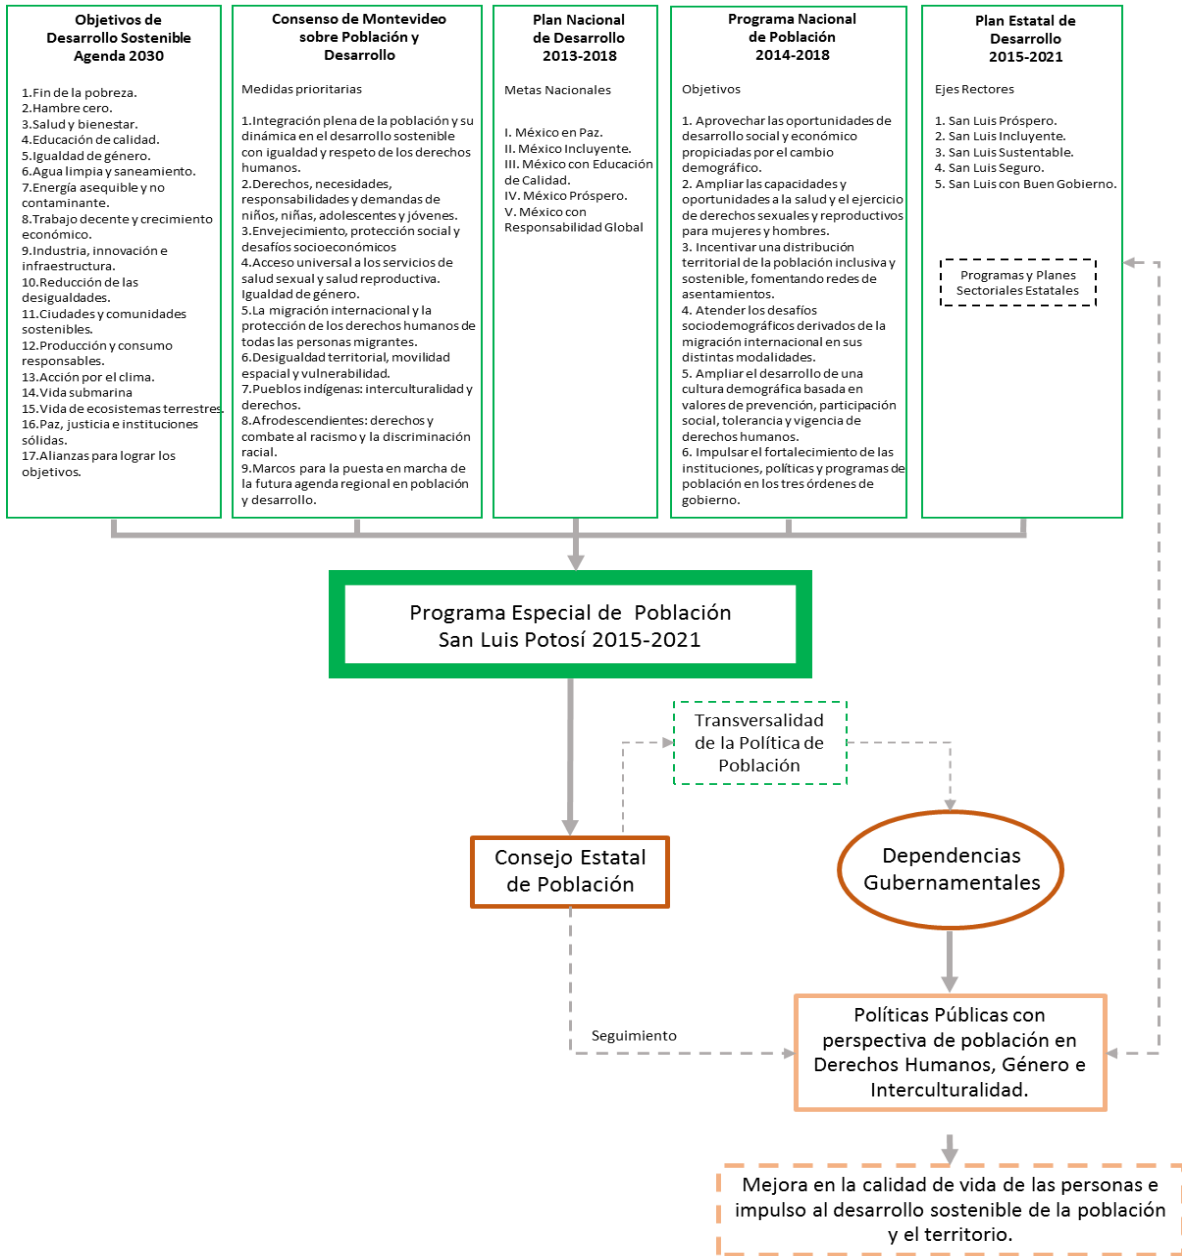 Objetivos de
Desarrollo Sostenible
Agenda 2030
1.Fin de la pobreza.
2.Hambre cero.
3.Salud y bienestar.
4.Educación de calidad.
5.Igualdad de género.
6.Agua limpia y saneamiento.
7.Energía asequible y no
contaminante.
8.Trabajo decente y crecimiento
económico.
9.Industria, innovación e
infraestructura.
10.Reducción de las
desigualdades.
11.Ciudades y comunidades
sostenibles.
12.Producción y consumo
responsables.
13.Acción por el clima.
14.Vida submarina
15.Vida de ecosistemas terrestres.
16.Paz, justicia e instituciones
sólidas.
17.Alianzas para lograr los
objetivos.
Consenso de Montevideo
sobre Población y
Desarrollo
Medidas prioritarias
1.Integración plena de la población y su
dinámica en el desarrollo sostenible
con igualdad y respeto de los derechos
humanos.
2.Derechos, necesidades,
responsabilidades y demandas de
niños, niñas, adolescentes y jóvenes.
3.Envejecimiento, protección social y
desafíos socioeconómicos
4.Acceso universal a los servicios de
salud sexual y salud reproductiva.
Igualdad de género.
5.La migración internacional y la
protección de los derechos humanos de
todas las personas migrantes.
6.Desigualdad territorial, movilidad
espacial y vulnerabilidad.
7.Pueblos indígenas: interculturalidad y
derechos.
8.Afrodescendientes: derechos y
combate al racismo y la discriminación
racial.
9.Marcos para la puesta en marcha de
la futura agenda regional en población
y desarrollo.
Plan Nacional
de Desarrollo
2013-2018
Metas Nacionales
I. México en Paz.
II. México Incluyente.
III. México con Educación
de Calidad.
IV. México Próspero.
V. México con
Responsabilidad Global
Programa Nacional
de Población
2014-2018
Objetivos
1. Aprovechar las oportunidades de
desarrollo social y económico
propiciadas por el cambio
demográfico.
2. Ampliar las capacidades y
oportunidades a la salud y el ejercicio
de derechos sexuales y reproductivos
para mujeres y hombres.
3. Incentivar una distribución
territorial de la población inclusiva y
sostenible, fomentando redes de
asentamientos.
4. Atender los desafíos
sociodemográficos derivados de la
migración internacional en sus
distintas modalidades.
5. Ampliar el desarrollo de una
cultura demográfica basada en
valores de prevención, participación
social, tolerancia y vigencia de
derechos humanos.
6. Impulsar el fortalecimiento de las
instituciones, políticas y programas de
población en los tres órdenes de
gobierno.
Plan Estatal de
Desarrollo
2015-2021
Ejes Rectores
1. San Luis Próspero.
2. San Luis Incluyente.
3. San Luis Sustentable.
4. San Luis Seguro.
5. San Luis con Buen Gobierno.
Programas y Planes
Sectoriales Estatales
Programa Especial de Población
San Luis Potosí 2015-2021
Transversalidad
de la Política de
Población
Consejo Estatal
de Población
Dependencias
Gubernamentales
Seguimiento
Políticas Públicas con
perspectiva de población en
Derechos Humanos, Género e
Interculturalidad.
Mejora en la calidad de vida de las personas e
impulso al desarrollo sostenible de la población
y el territorio.